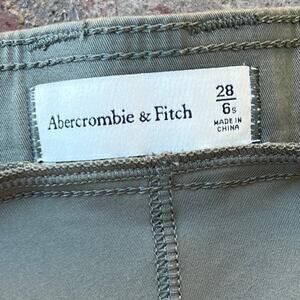 Abercrombie & Fitch
28
6s
MADE IN
CHINA